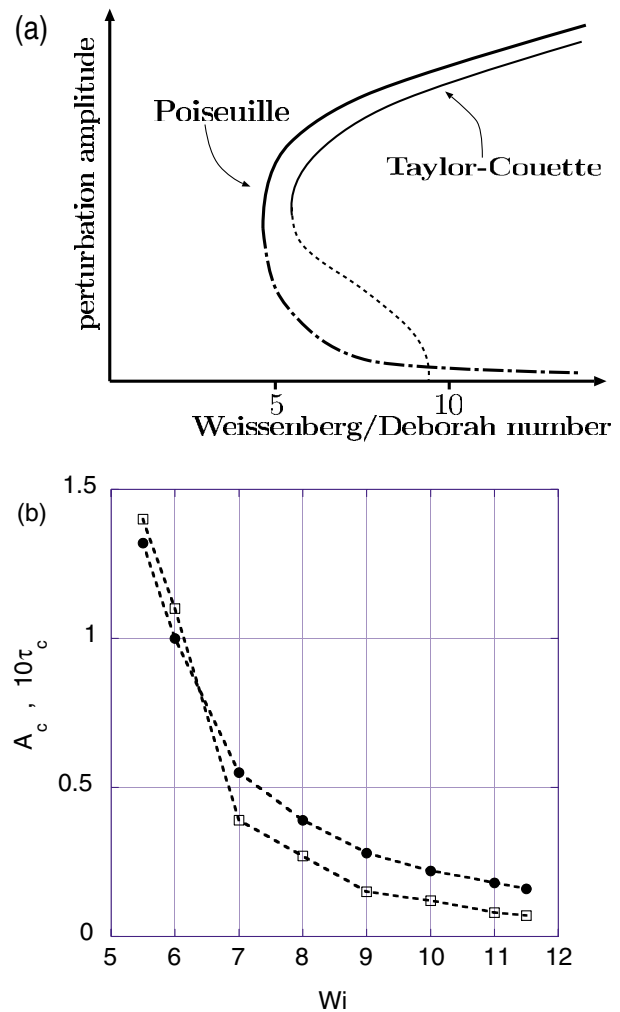 (a)
perturbation amplitude
Poiseuille
Taylor-Couette
5 10
Weissenberg/Deborah number
(b)
1.5
1
0.5
0
A c , 10τ c
5 6 7 8 9 10 11 12
Wi